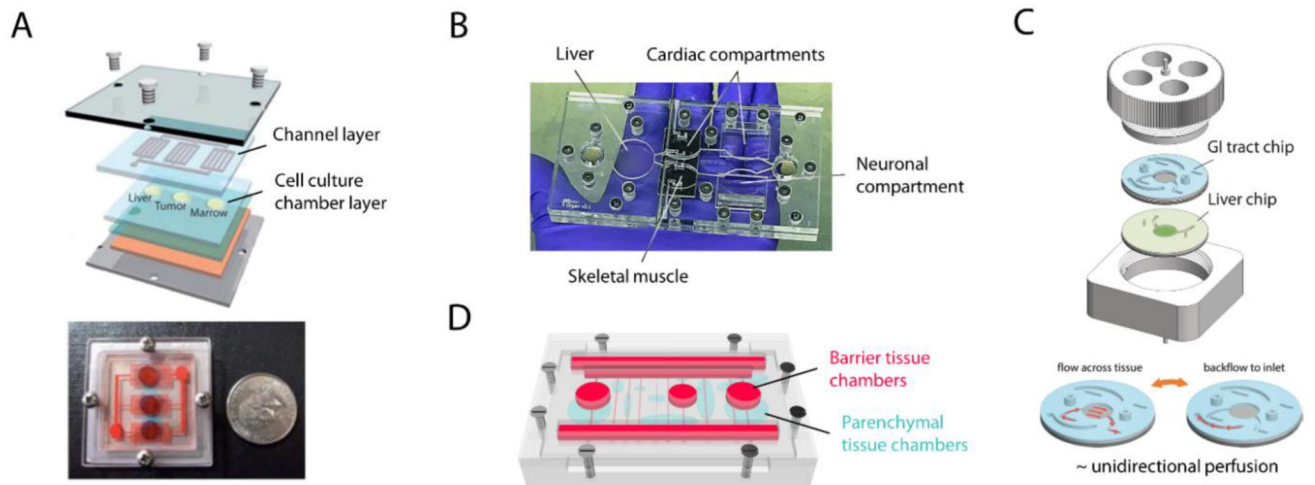 A
Channel layer
Cell culture
chamber layer
Liver
Tumor
Marrow
B
Liver
Cardiac compartments
Neuronal
compartment
Skeletal muscle
C
GI tract chip
Liver chip
flow across tissue
backflow to inlet
~ unidirectional perfusion
D
Barrier tissue
chambers
Parenchymal
tissue chambers